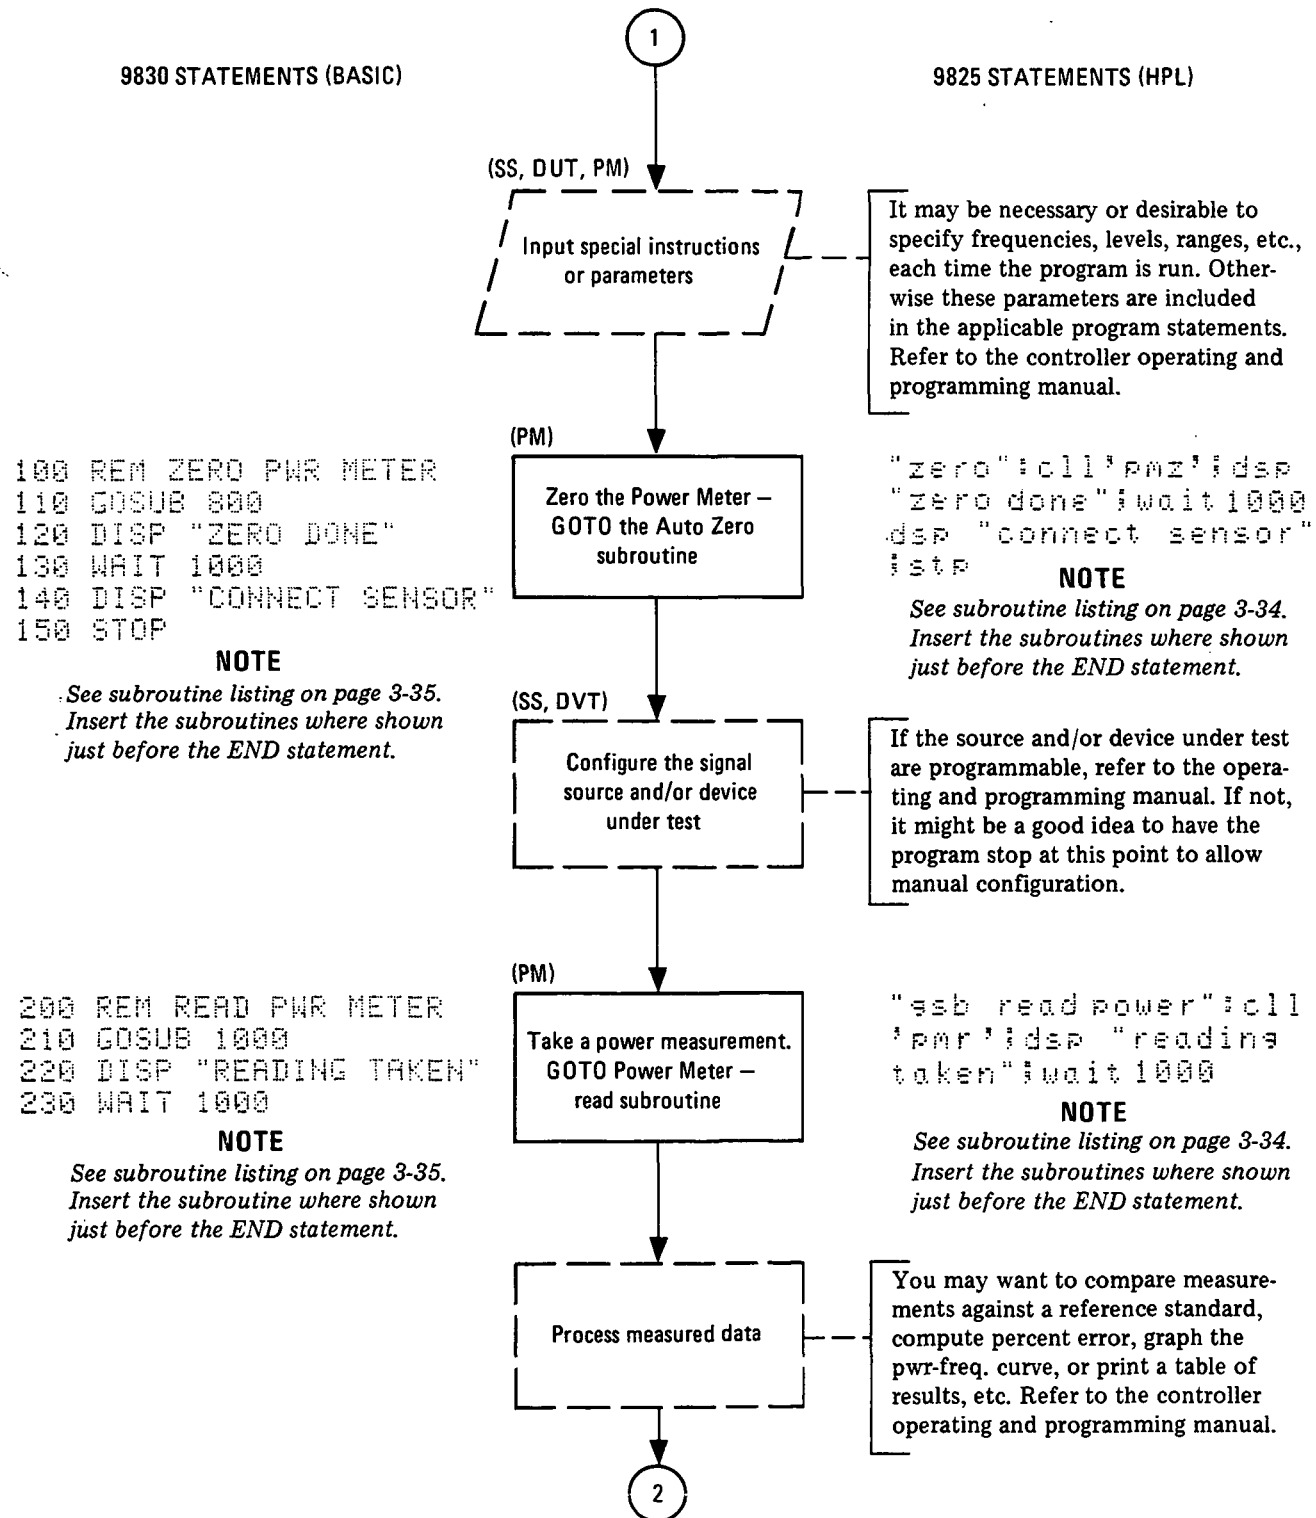 1
9830 STATEMENTS (BASIC)
9825 STATEMENTS (HPL)
(SS, DUT, PM)
Input special instructions
or parameters
It may be necessary or desirable to
specify frequencies, levels, ranges, etc.,
each time the program is run. Other-
wise these parameters are included
in the applicable program statements.
Refer to the controller operating and
programming manual.
100 REM ZERO PWR METER
110 GOSUB 800
120 DISP "ZERO DONE"
130 WAIT 1000
140 DISP "CONNECT SENSOR"
150 STOP
NOTE
See subroutine listing on page 3-35.
Insert the subroutines where shown
just before the END statement.
(PM)
Zero the Power Meter —
GOTO the Auto Zero
subroutine
"zero":cll'pmz';dsp
"zero done";wait 1000
dsp "connect sensor"
;stp
NOTE
See subroutine listing on page 3-34.
Insert the subroutines where shown
just before the END statement.
(SS, DVT)
Configure the signal
source and/or device
under test
If the source and/or device under test
are programmable, refer to the opera-
ting and programming manual. If not,
it might be a good idea to have the
program stop at this point to allow
manual configuration.
200 REM READ PWR METER
210 GOSUB 1000
220 DISP "READING TAKEN"
230 WAIT 1000
NOTE
See subroutine listing on page 3-35.
Insert the subroutine where shown
just before the END statement.
(PM)
Take a power measurement.
GOTO Power Meter —
read subroutine
"gsb read power":cll
'pmr';dsp "reading
taken";wait 1000
NOTE
See subroutine listing on page 3-34.
Insert the subroutines where shown
just before the END statement.
Process measured data
You may want to compare measure-
ments against a reference standard,
compute percent error, graph the
pwr-freq. curve, or print a table of
results, etc. Refer to the controller
operating and programming manual.
2